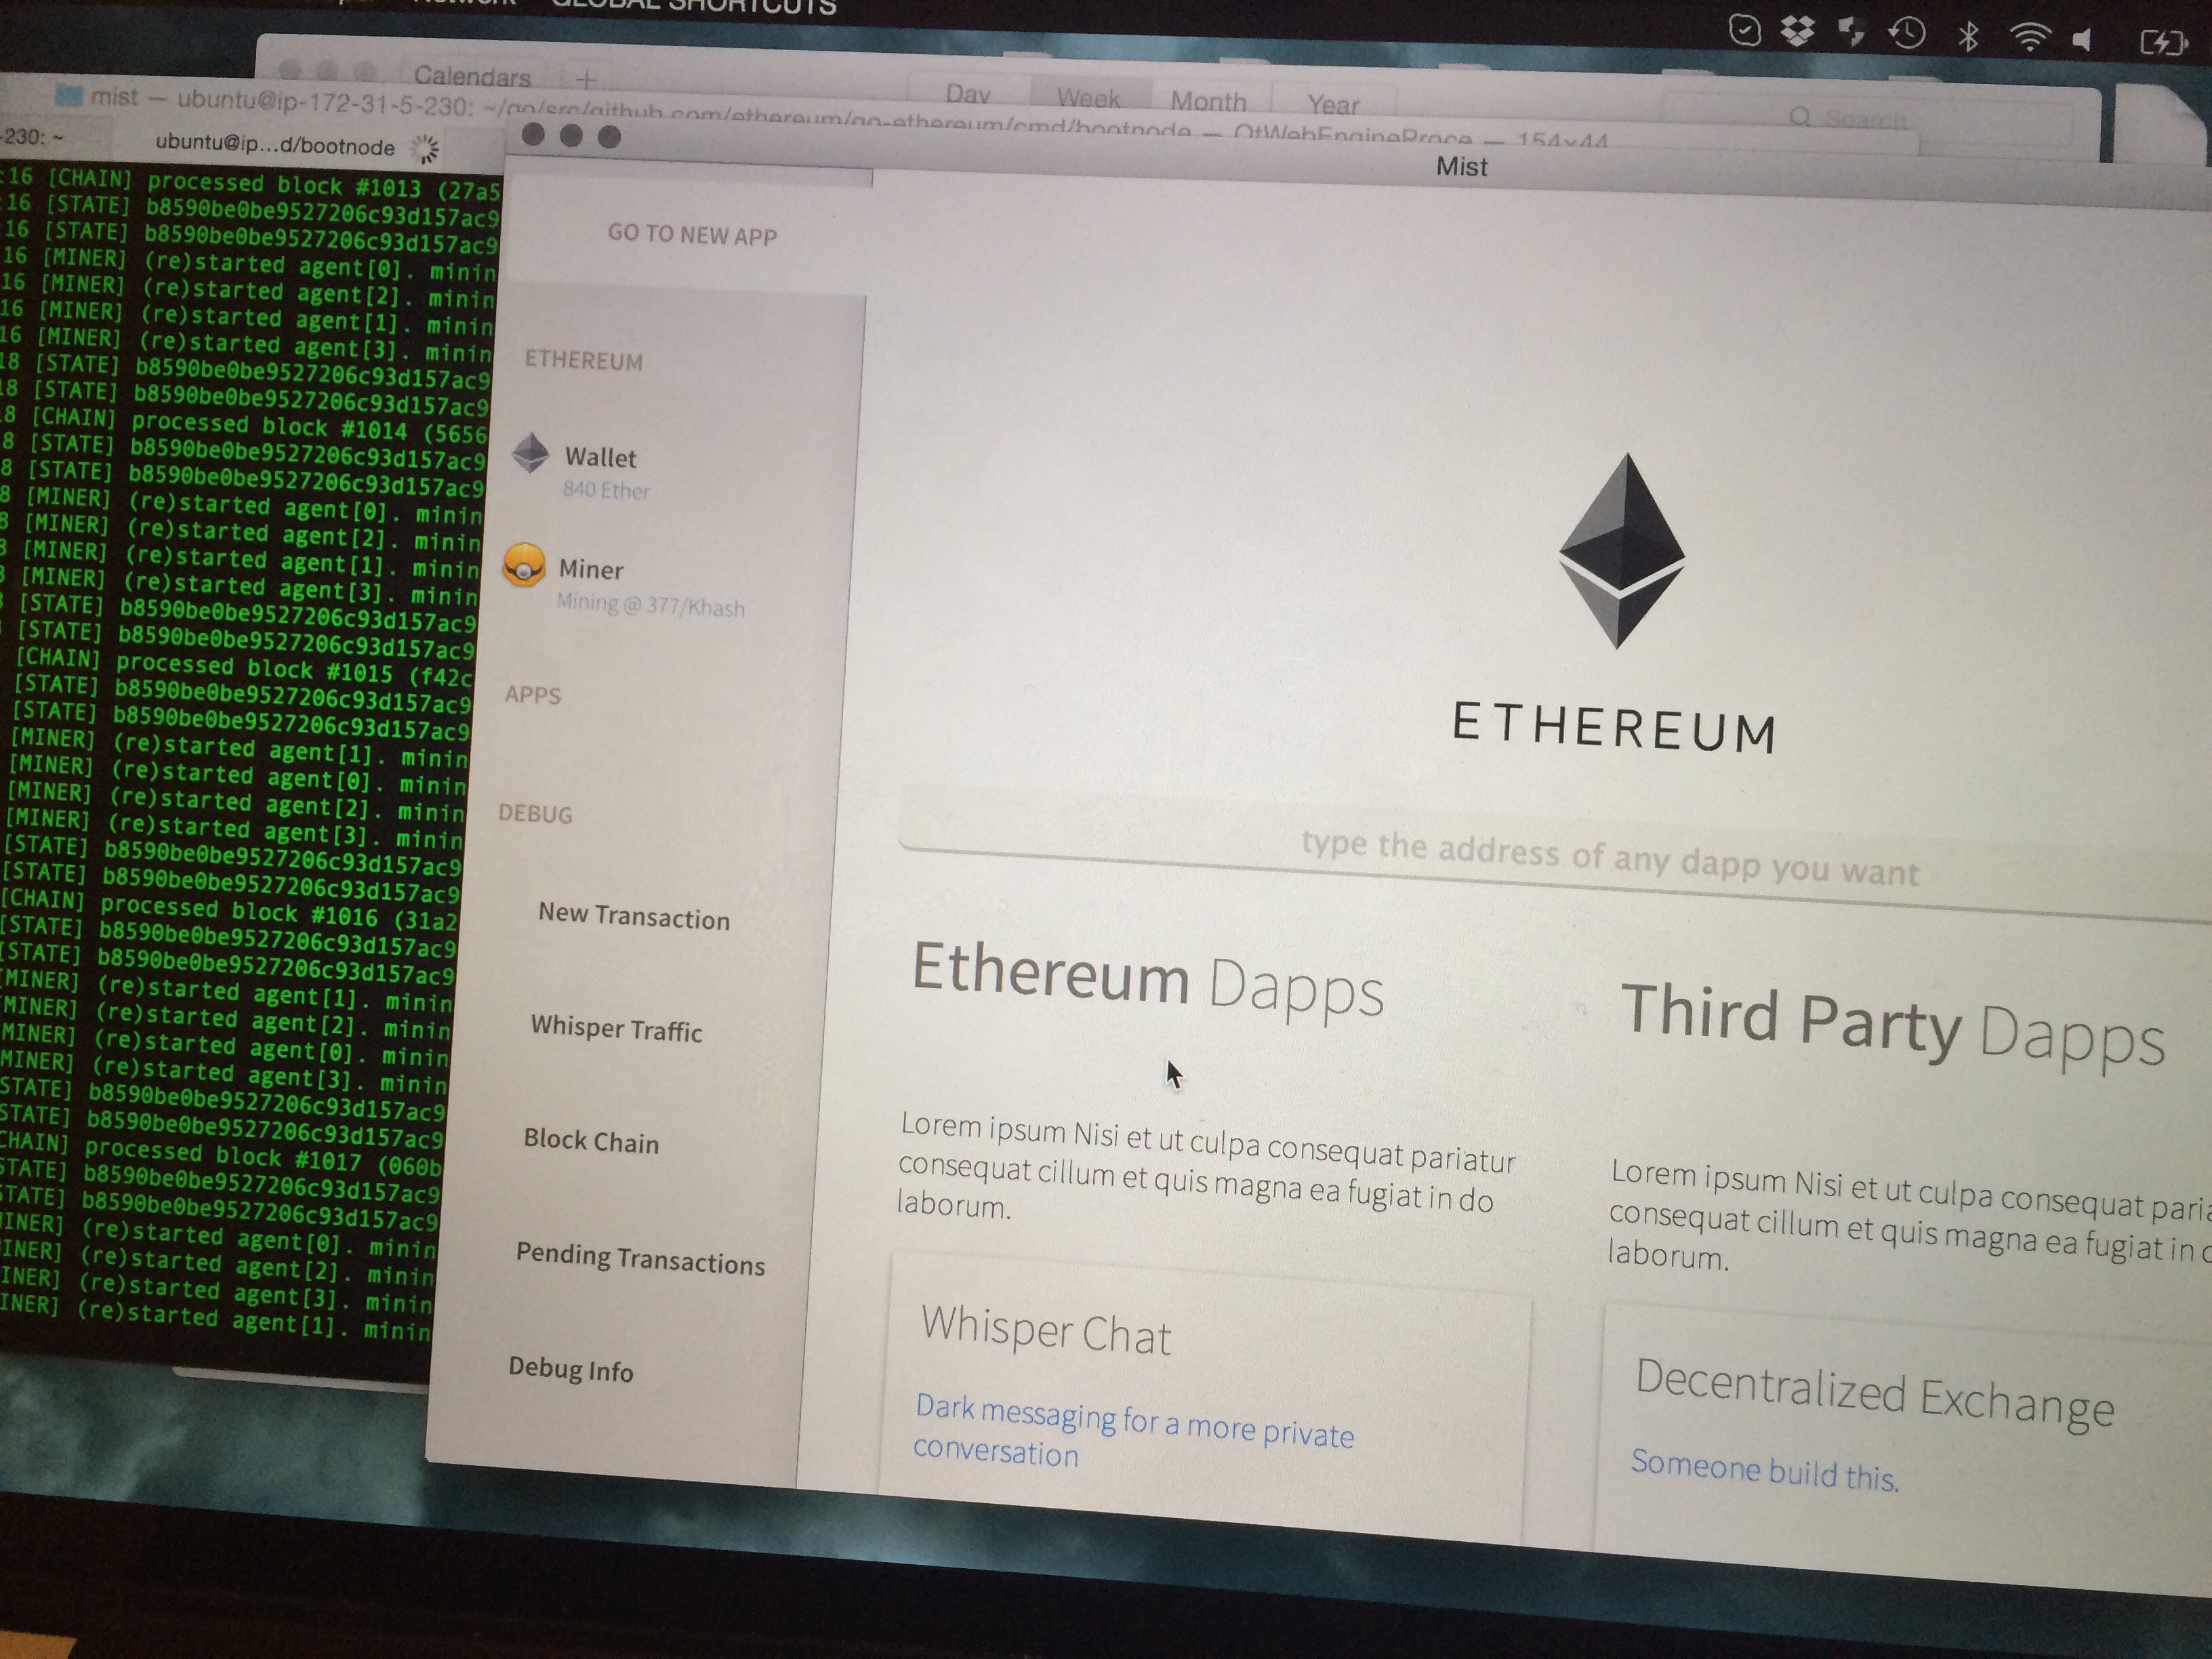 GLOBAL SHORTCUTS
Calendars +
Day Week Month Year
Search
mist — ubuntu@ip-172-31-5-230: ~/go/src/github.com/ethereum/go-ethereum/cmd/bootnode — QtWebEngineProce — 154×44
-230: ~
ubuntu@ip...d/bootnode
:16 [CHAIN] processed block #1013 (27a5
:16 [STATE] b8590be0be9527206c93d157ac9
16 [STATE] b8590be0be9527206c93d157ac9
16 [MINER] (re)started agent[0]. minin
16 [MINER] (re)started agent[2]. minin
16 [MINER] (re)started agent[1]. minin
16 [MINER] (re)started agent[3]. minin
18 [STATE] b8590be0be9527206c93d157ac9
18 [STATE] b8590be0be9527206c93d157ac9
8 [CHAIN] processed block #1014 (5656
8 [STATE] b8590be0be9527206c93d157ac9
8 [STATE] b8590be0be9527206c93d157ac9
8 [MINER] (re)started agent[0]. minin
8 [MINER] (re)started agent[2]. minin
[MINER] (re)started agent[1]. minin
[MINER] (re)started agent[3]. minin
[STATE] b8590be0be9527206c93d157ac9
[STATE] b8590be0be9527206c93d157ac9
[CHAIN] processed block #1015 (f42c
[STATE] b8590be0be9527206c93d157ac9
[STATE] b8590be0be9527206c93d157ac9
[MINER] (re)started agent[1]. minin
[MINER] (re)started agent[0]. minin
[MINER] (re)started agent[2]. minin
[MINER] (re)started agent[3]. minin
[STATE] b8590be0be9527206c93d157ac9
[STATE] b8590be0be9527206c93d157ac9
[CHAIN] processed block #1016 (31a2
[STATE] b8590be0be9527206c93d157ac9
[STATE] b8590be0be9527206c93d157ac9
[MINER] (re)started agent[1]. minin
MINER] (re)started agent[2]. minin
MINER] (re)started agent[0]. minin
MINER] (re)started agent[3]. minin
STATE] b8590be0be9527206c93d157ac9
STATE] b8590be0be9527206c93d157ac9
CHAIN] processed block #1017 (060b
STATE] b8590be0be9527206c93d157ac9
TATE] b8590be0be9527206c93d157ac9
INER] (re)started agent[0]. minin
INER] (re)started agent[2]. minin
INER] (re)started agent[3]. minin
INER] (re)started agent[1]. minin
Mist
GO TO NEW APP
ETHEREUM
Wallet
840 Ether
Miner
Mining @ 377/Khash
APPS
DEBUG
New Transaction
Whisper Traffic
Block Chain
Pending Transactions
Debug Info
ETHEREUM
type the address of any dapp you want
Ethereum Dapps
Lorem ipsum Nisi et ut culpa consequat pariatur
consequat cillum et quis magna ea fugiat in do
laborum.
Whisper Chat
Dark messaging for a more private
conversation
Third Party Dapps
Lorem ipsum Nisi et ut culpa consequat paria
consequat cillum et quis magna ea fugiat in d
laborum.
Decentralized Exchange
Someone build this.